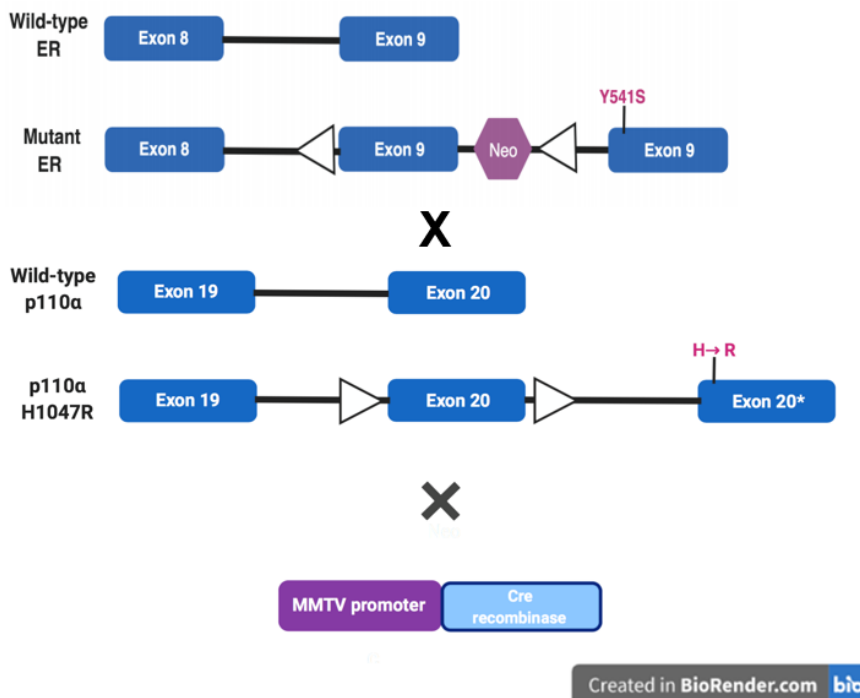 Wild-type
ER
Exon 8
Exon 9
Y541S
Mutant
ER
Exon 8
Exon 9
Neo
Exon 9
X
Wild-type
p110α
Exon 19
Exon 20
H→ R
p110α
H1047R
Exon 19
Exon 20
Exon 20*
MMTV promoter
Cre
recombinase
Created in BioRender.com